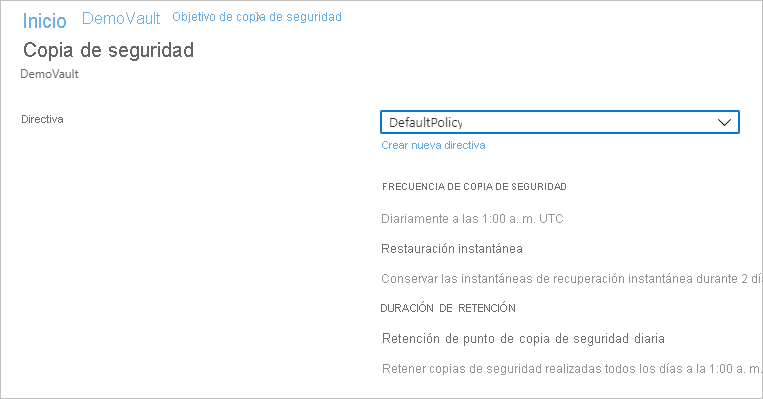 Inicio DemoVault Objetivo de copia de seguridad
Copia de seguridad
DemoVault
Directiva
DefaultPolicy
Crear nueva directiva
FRECUENCIA DE COPIA DE SEGURIDAD
Diariamente a las 1:00 a. m. UTC
Restauración instantánea
Conservar las instantáneas de recuperación instantánea durante 2 dí
DURACIÓN DE RETENCIÓN
Retención de punto de copia de seguridad diaria
Retener copias de seguridad realizadas todos los días a la 1:00 a. m.